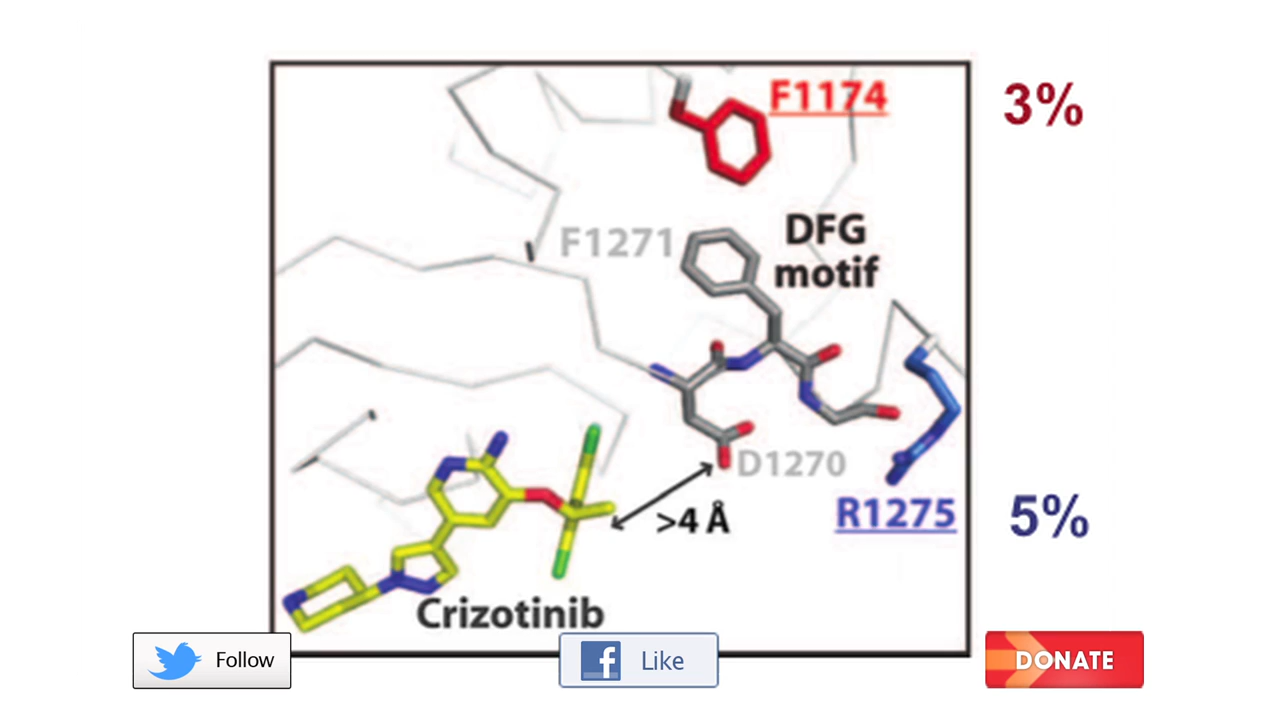 F1174
3%
DFG
motif
F1271
D1270
>4 Å
R1275
5%
Crizotinib
Follow
f Like
DONATE